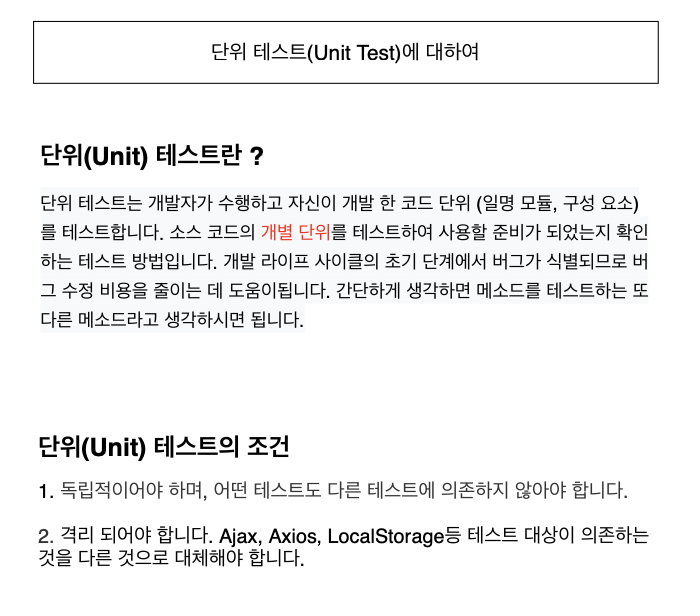 단위 테스트(Unit Test)에 대하여
단위(Unit) 테스트란 ?
단위 테스트는 개발자가 수행하고 자신이 개발 한 코드 단위 (일명 모듈, 구성 요소)
를 테스트합니다. 소스 코드의 개별 단위를 테스트하여 사용할 준비가 되었는지 확인
하는 테스트 방법입니다. 개발 라이프 사이클의 초기 단계에서 버그가 식별되므로 버
그 수정 비용을 줄이는 데 도움이됩니다. 간단하게 생각하면 메소드를 테스트하는 또
다른 메소드라고 생각하시면 됩니다.
단위(Unit) 테스트의 조건
1. 독립적이어야 하며, 어떤 테스트도 다른 테스트에 의존하지 않아야 합니다.
2. 격리 되어야 합니다. Ajax, Axios, LocalStorage등 테스트 대상이 의존하는
것을 다른 것으로 대체해야 합니다.